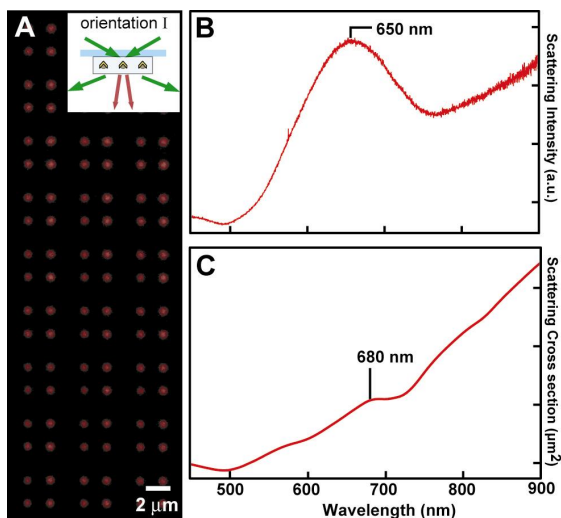 A
orientation I
2 μm
B
650 nm
Scattering Intensity (a.u.)
C
680 nm
Scattering Cross section (μm²)
500 600 700 800 900
Wavelength (nm)